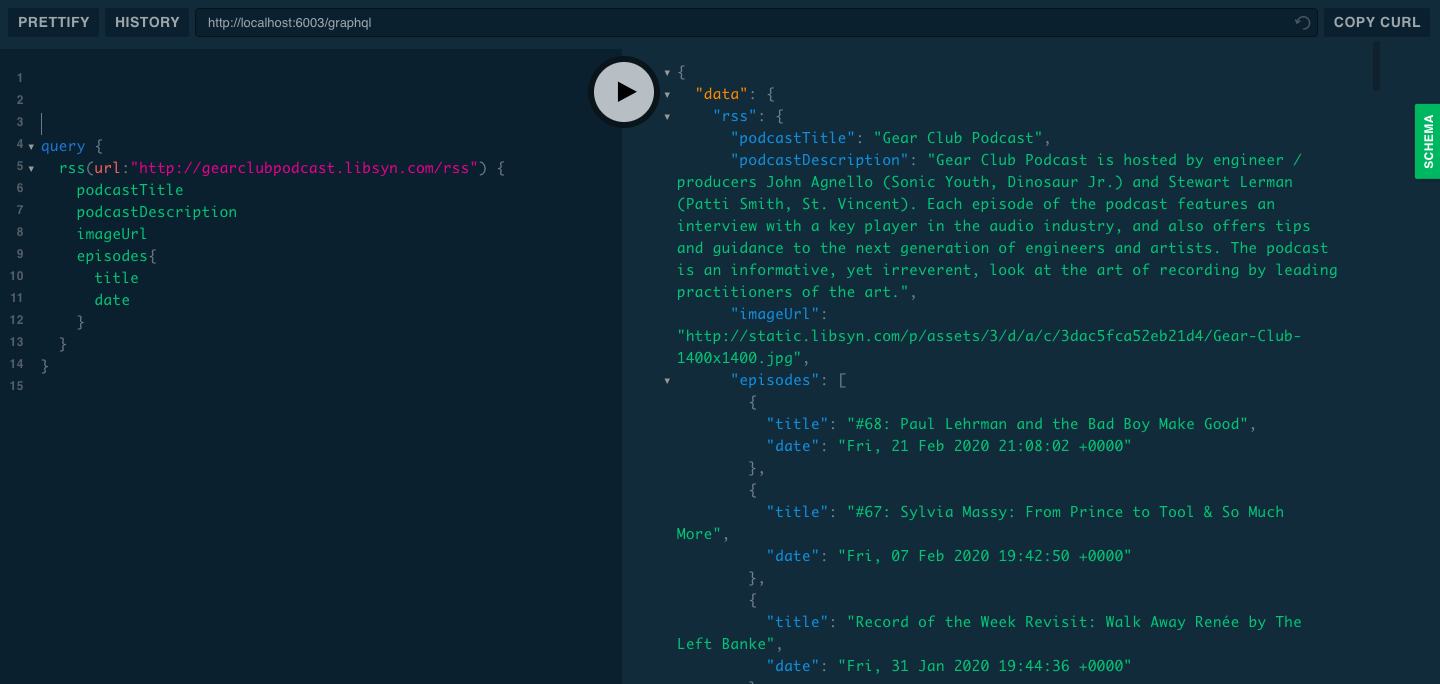 PRETTIFY HISTORY http://localhost:6003/graphql COPY CURL
1
2
3
4 query {
5 rss(url:"http://gearclubpodcast.libsyn.com/rss") {
6 podcastTitle
7 podcastDescription
8 imageUrl
9 episodes{
10 title
11 date
12 }
13 }
14 }
15
{
"data": {
"rss": {
"podcastTitle": "Gear Club Podcast",
"podcastDescription": "Gear Club Podcast is hosted by engineer /
producers John Agnello (Sonic Youth, Dinosaur Jr.) and Stewart Lerman
(Patti Smith, St. Vincent). Each episode of the podcast features an
interview with a key player in the audio industry, and also offers tips
and guidance to the next generation of engineers and artists. The podcast
is an informative, yet irreverent, look at the art of recording by leading
practitioners of the art.",
"imageUrl":
"http://static.libsyn.com/p/assets/3/d/a/c/3dac5fca52eb21d4/Gear-Club-
1400x1400.jpg",
"episodes": [
{
"title": "#68: Paul Lehrman and the Bad Boy Make Good",
"date": "Fri, 21 Feb 2020 21:08:02 +0000"
},
{
"title": "#67: Sylvia Massy: From Prince to Tool & So Much
More",
"date": "Fri, 07 Feb 2020 19:42:50 +0000"
},
{
"title": "Record of the Week Revisit: Walk Away Renée by The
Left Banke",
"date": "Fri, 31 Jan 2020 19:44:36 +0000"
SCHEMA